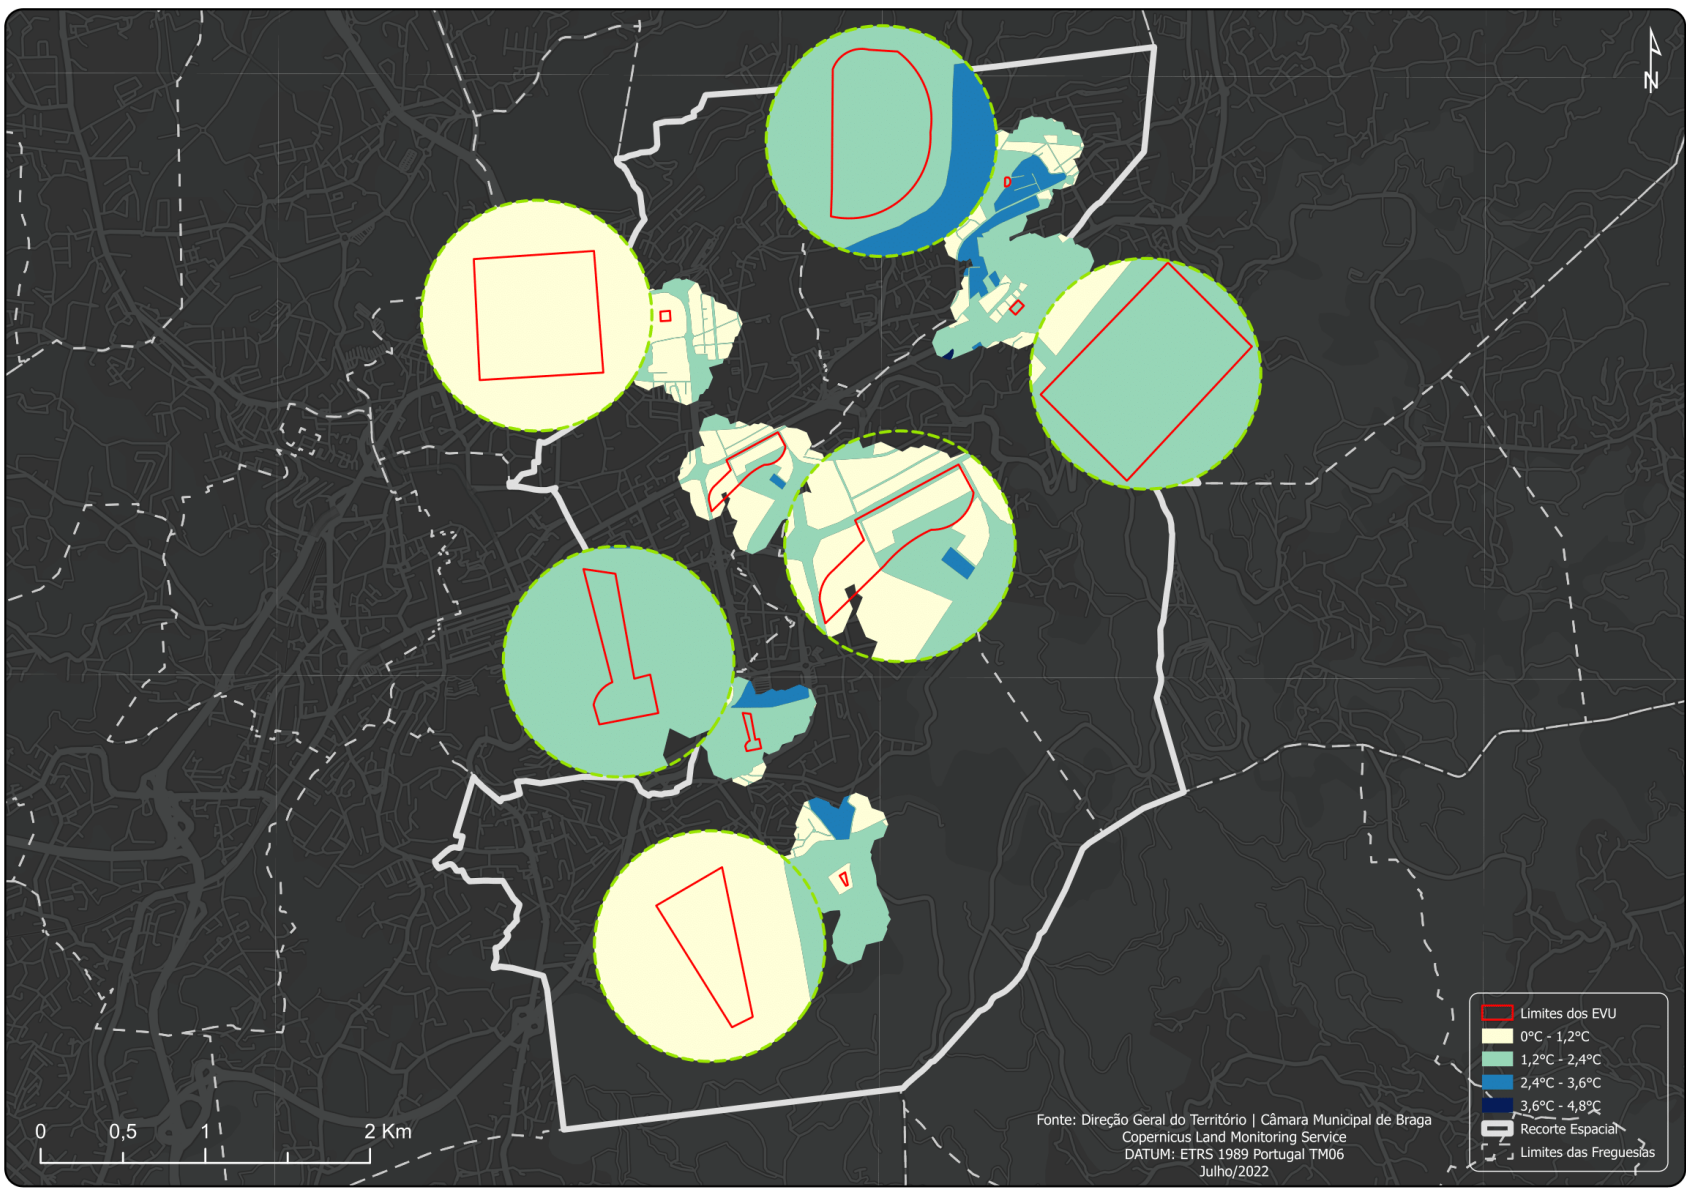 N
Limites dos EVU
0°C - 1,2°C
1,2°C - 2,4°C
2,4°C - 3,6°C
3,6°C - 4,8°C
Recorte Espacial
Limites das Freguesias
0 0,5 1 2 Km
Fonte: Direção Geral do Território | Câmara Municipal de Braga
Copernicus Land Monitoring Service
DATUM: ETRS 1989 Portugal TM06
Julho/2022